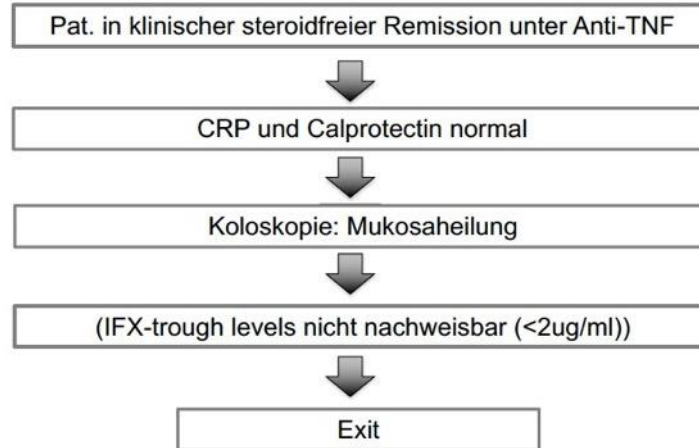 Pat. in klinischer steroidfreier Remission unter Anti-TNF
CRP und Calprotectin normal
Koloskopie: Mukosaheilung
(IFX-trough levels nicht nachweisbar (<2ug/ml))
Exit